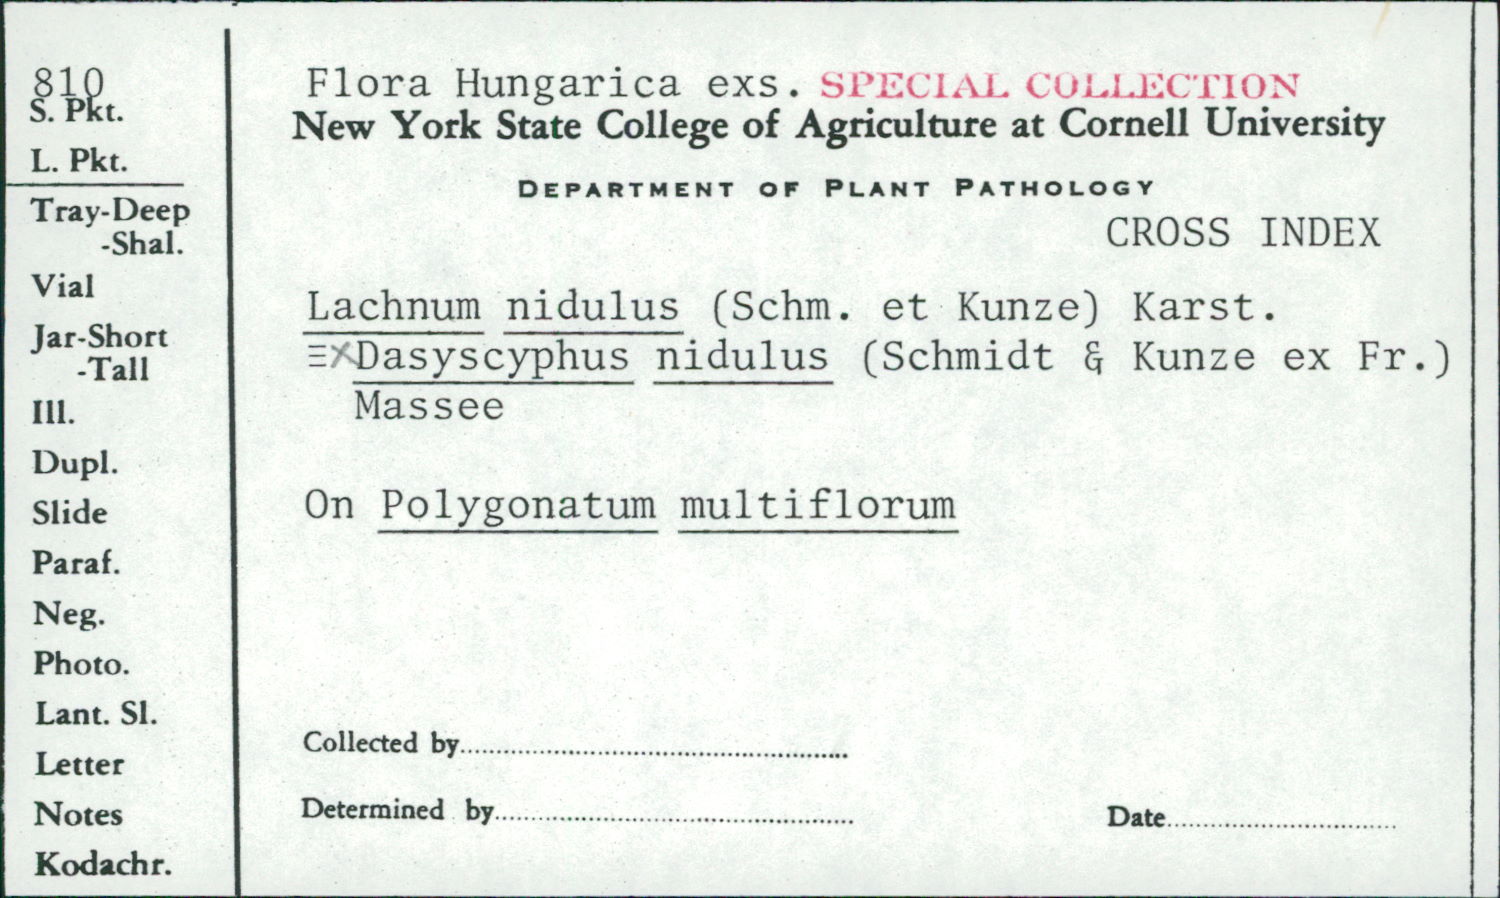 810
S. Pkt.
L. Pkt.
Tray-Deep
-Shal.
Vial
Jar-Short
-Tall
Ill.
Dupl.
Slide
Paraf.
Neg.
Photo.
Lant. Sl.
Letter
Notes
Kodachr.
Flora Hungarica exs. SPECIAL COLLECTION
New York State College of Agriculture at Cornell University
DEPARTMENT OF PLANT PATHOLOGY
CROSS INDEX
Lachnum nidulus (Schm. et Kunze) Karst.
≡XDasyscyphus nidulus (Schmidt & Kunze ex Fr.)
Massee
On Polygonatum multiflorum
Collected by
Determined by
Date